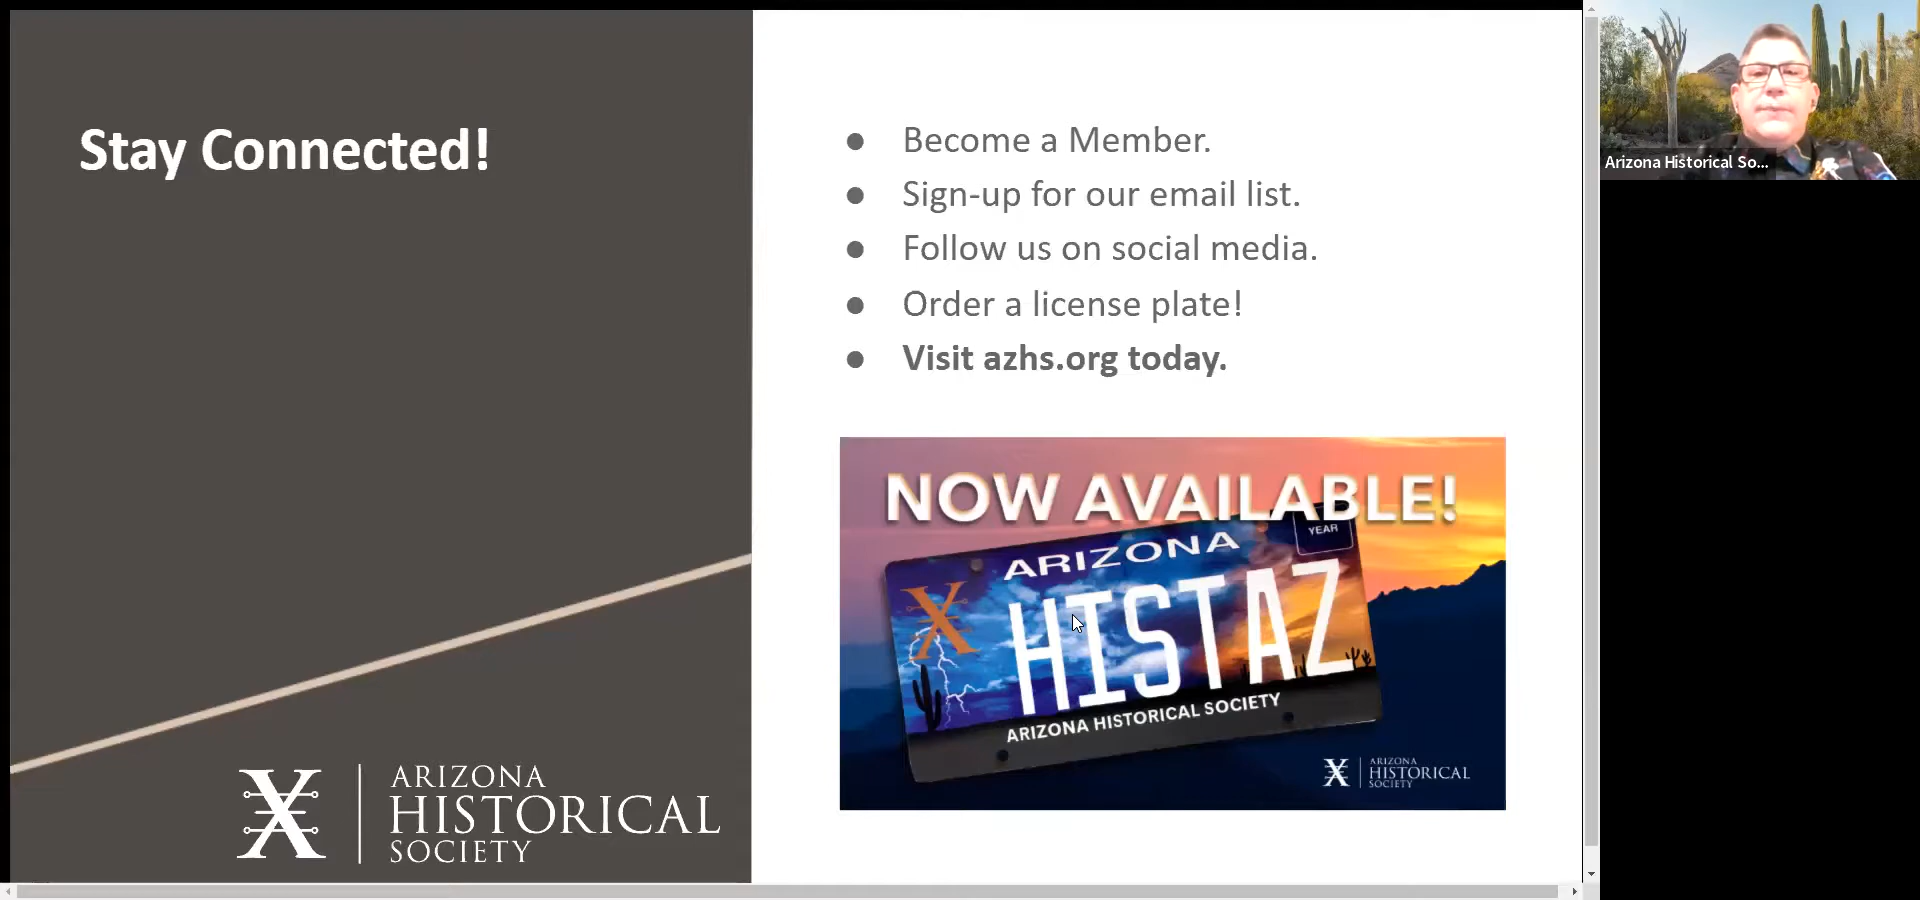 Stay Connected!
● Become a Member.
● Sign-up for our email list.
● Follow us on social media.
● Order a license plate!
● Visit azhs.org today.
NOW AVAILABLE!
ARIZONA
YEAR
HISTAZ
ARIZONA HISTORICAL SOCIETY
ARIZONA
HISTORICAL
SOCIETY
ARIZONA
HISTORICAL
SOCIETY
Arizona Historical So...